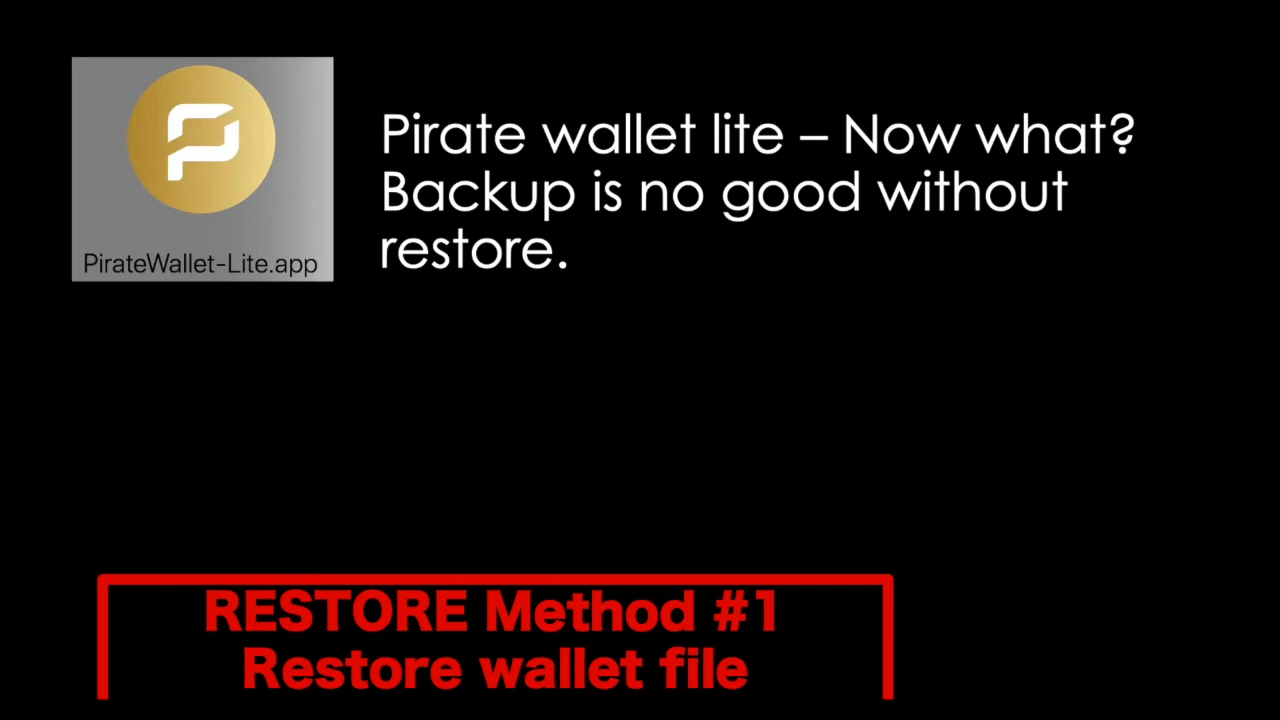 PirateWallet-Lite.app
Pirate wallet lite – Now what?
Backup is no good without
restore.
RESTORE Method #1
Restore wallet file